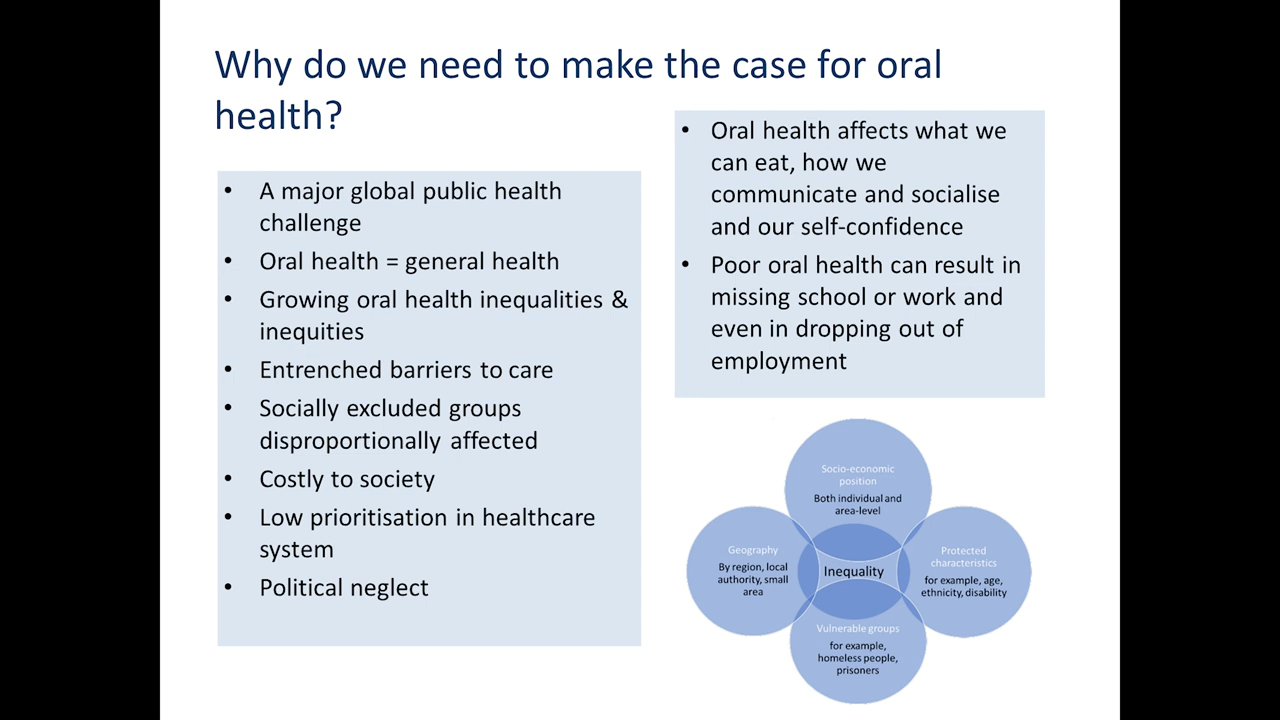 Why do we need to make the case for oral
health?
• A major global public health
challenge
• Oral health = general health
• Growing oral health inequalities &
inequities
• Entrenched barriers to care
• Socially excluded groups
disproportionally affected
• Costly to society
• Low prioritisation in healthcare
system
• Political neglect
• Oral health affects what we
can eat, how we
communicate and socialise
and our self-confidence
• Poor oral health can result in
missing school or work and
even in dropping out of
employment
Socio-economic
position
Both individual and
area-level
Geography
By region, local
authority, small
area
Inequality
Protected
characteristics
for example, age,
ethnicity, disability
Vulnerable groups
for example,
homeless people,
prisoners